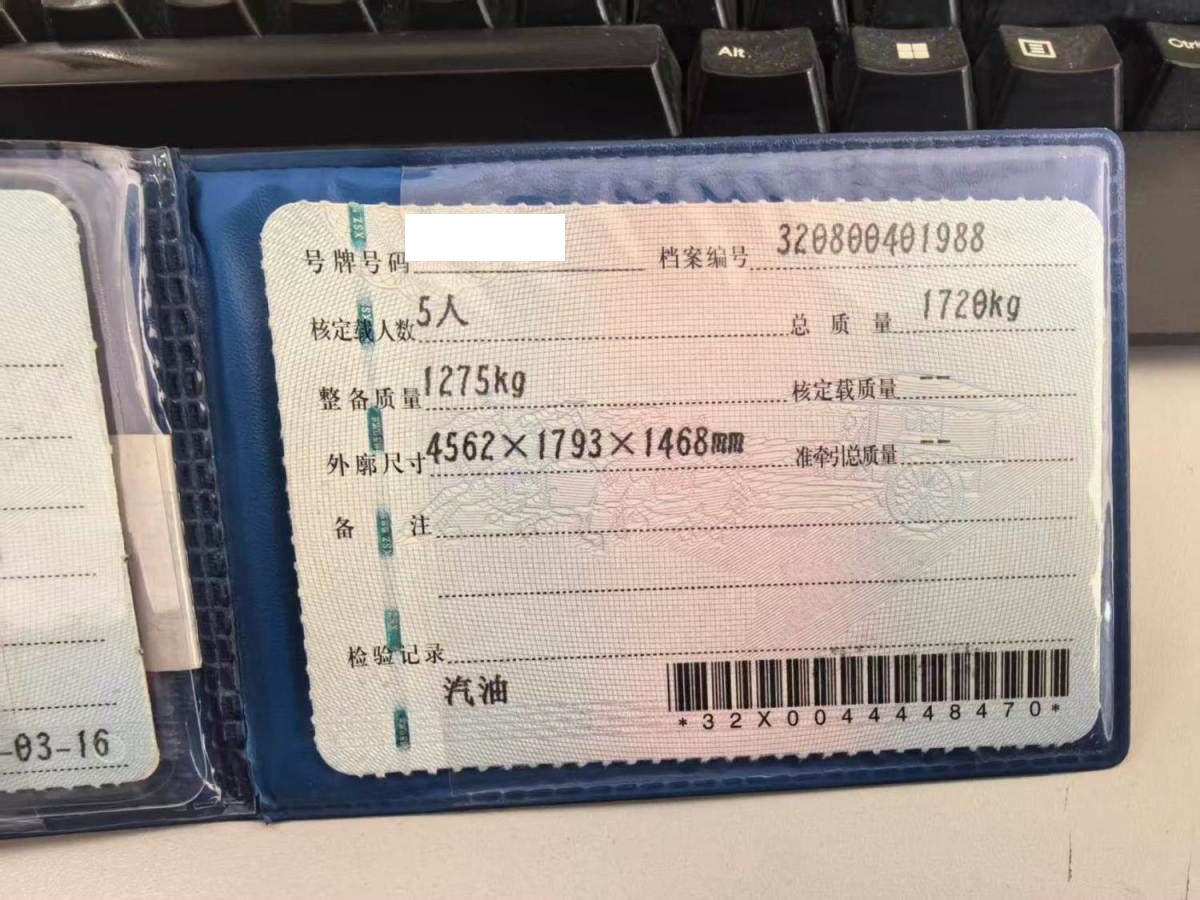 Alt
Ctrl
号牌号码
档案编号 320800401988
核定载人数 5人
总质量 1720kg
整备质量 1275kg
核定载质量 --
外廓尺寸 4562×1793×1468mm
准牵引总质量 --
备注
检验记录
汽油
*32X0044448470*
-03-16